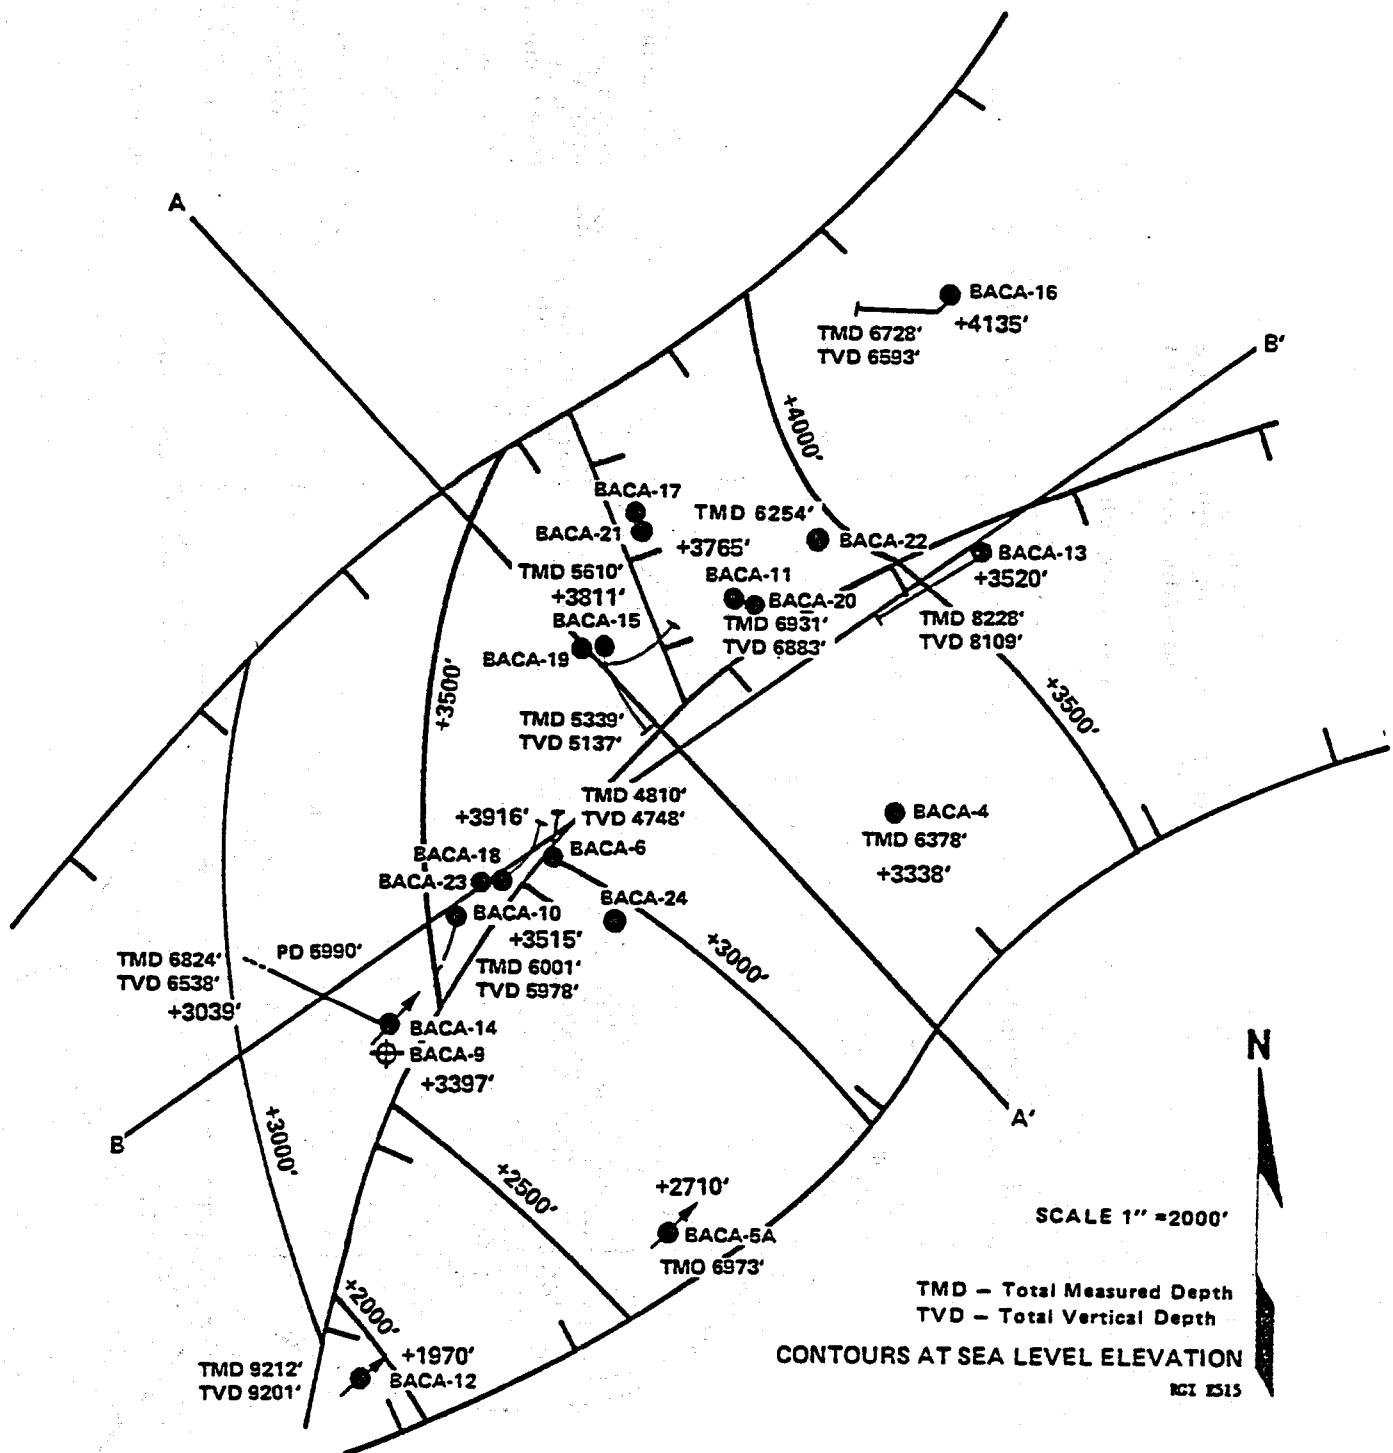 A
BACA-16
+4135'
TMD 6728'
TVD 6593'
B'
+4000'
BACA-17
TMD 6254'
BACA-21
+3765'
BACA-22
BACA-13
+3520'
TMD 5610'
+3811'
BACA-11
BACA-20
BACA-15
TMD 6931'
TVD 6883'
TMD 8228'
TVD 8109'
BACA-19
+3500'
+3500'
TMD 5339'
TVD 5137'
TMD 4810'
TVD 4748'
+3916'
BACA-4
TMD 6378'
+3338'
BACA-18
BACA-6
BACA-23
BACA-24
BACA-10
+3515'
PD 5990'
TMD 6824'
TVD 6538'
+3039'
TMD 6001'
TVD 5978'
+3000'
BACA-14
BACA-9
+3397'
N
B
+3000'
A'
+2500'
+2710'
BACA-5A
TMO 6973'
SCALE 1" =2000'
+2000'
TMD – Total Measured Depth
TVD – Total Vertical Depth
+1970'
BACA-12
TMD 9212'
TVD 9201'
CONTOURS AT SEA LEVEL ELEVATION